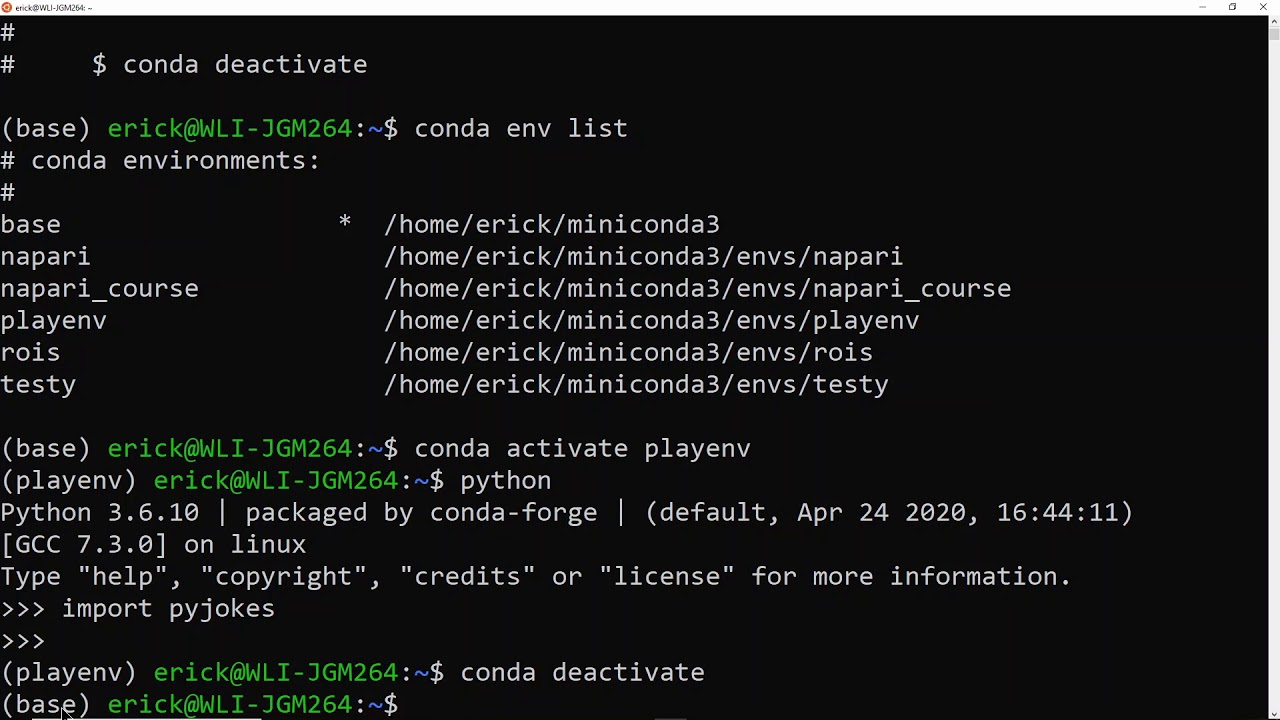 erick@WLI-JGM264: ~
#
#     $ conda deactivate
(base) erick@WLI-JGM264:~$ conda env list
# conda environments:
#
base                  *  /home/erick/miniconda3
napari                   /home/erick/miniconda3/envs/napari
napari_course            /home/erick/miniconda3/envs/napari_course
playenv                  /home/erick/miniconda3/envs/playenv
rois                     /home/erick/miniconda3/envs/rois
testy                    /home/erick/miniconda3/envs/testy
(base) erick@WLI-JGM264:~$ conda activate playenv
(playenv) erick@WLI-JGM264:~$ python
Python 3.6.10 | packaged by conda-forge | (default, Apr 24 2020, 16:44:11)
[GCC 7.3.0] on linux
Type "help", "copyright", "credits" or "license" for more information.
>>> import pyjokes
>>>
(playenv) erick@WLI-JGM264:~$ conda deactivate
(base) erick@WLI-JGM264:~$